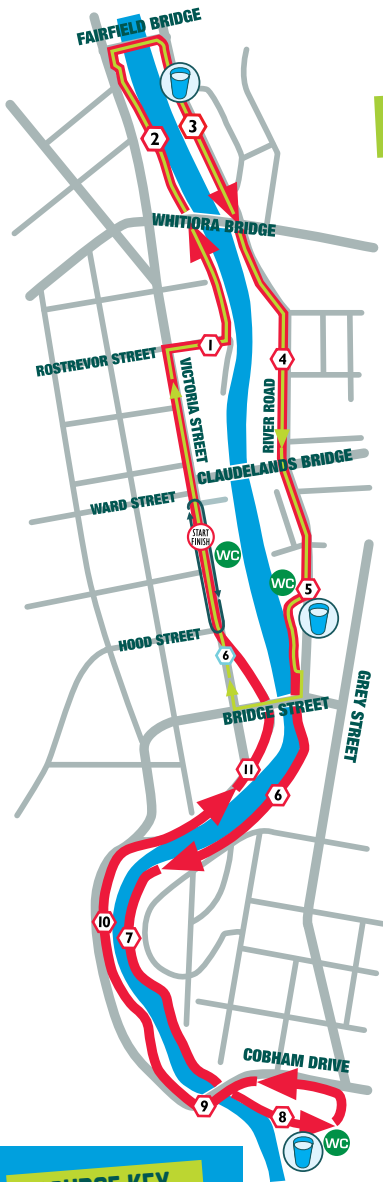 FAIRFIELD BRIDGE
3
2
WHITIORA BRIDGE
1
ROSTREVOR STREET
VICTORIA STREET
4
RIVER ROAD
CLAUDELANDS BRIDGE
WARD STREET
START
FINISH
WC
WC
5
HOOD STREET
6
GREY STREET
BRIDGE STREET
11
6
10
7
COBHAM DRIVE
9
8
WC